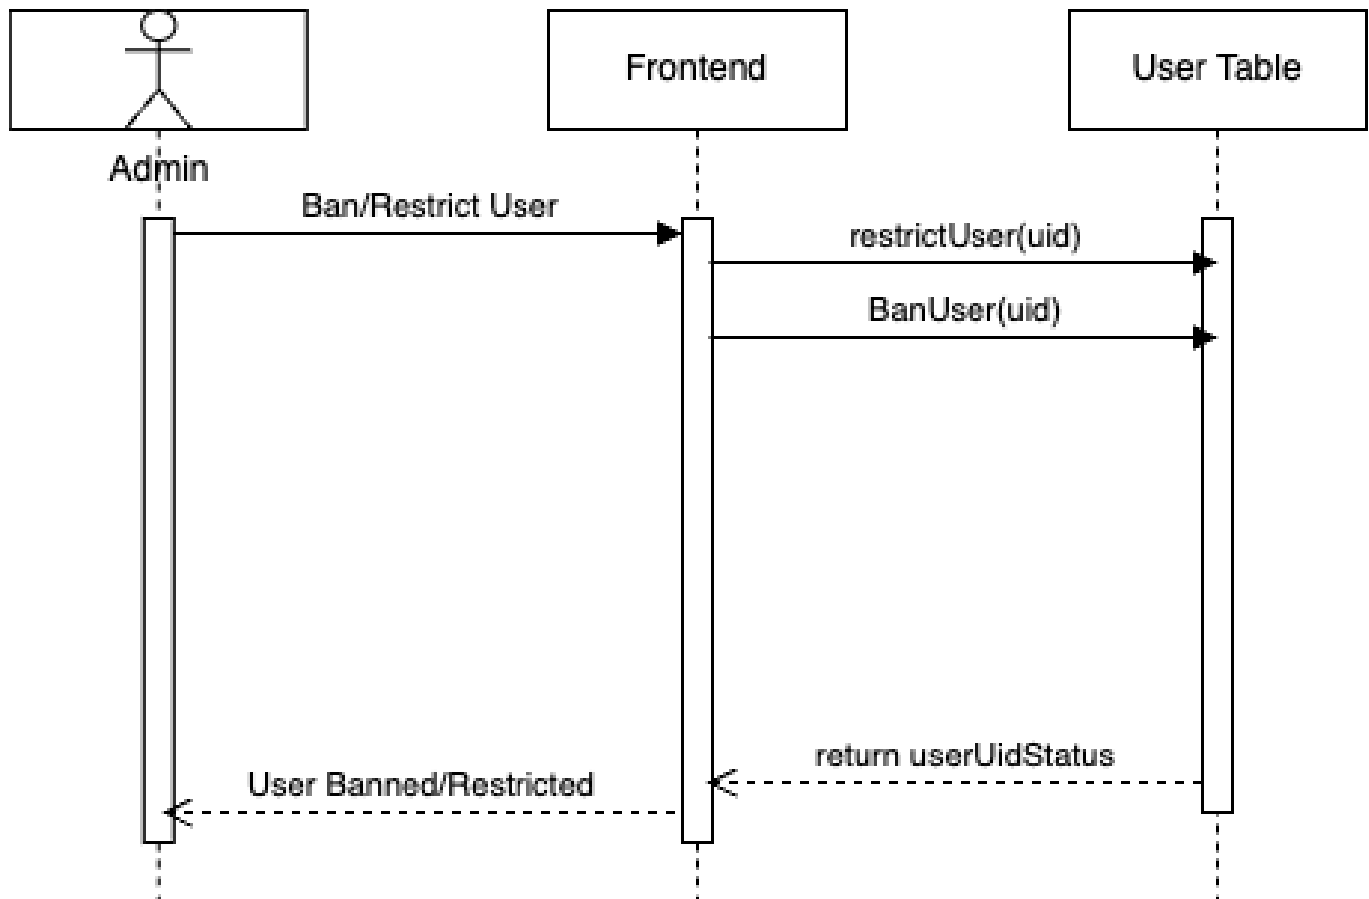 Frontend
User Table
Admin
Ban/Restrict User
restrictUser(uid)
BanUser(uid)
return userUidStatus
User Banned/Restricted